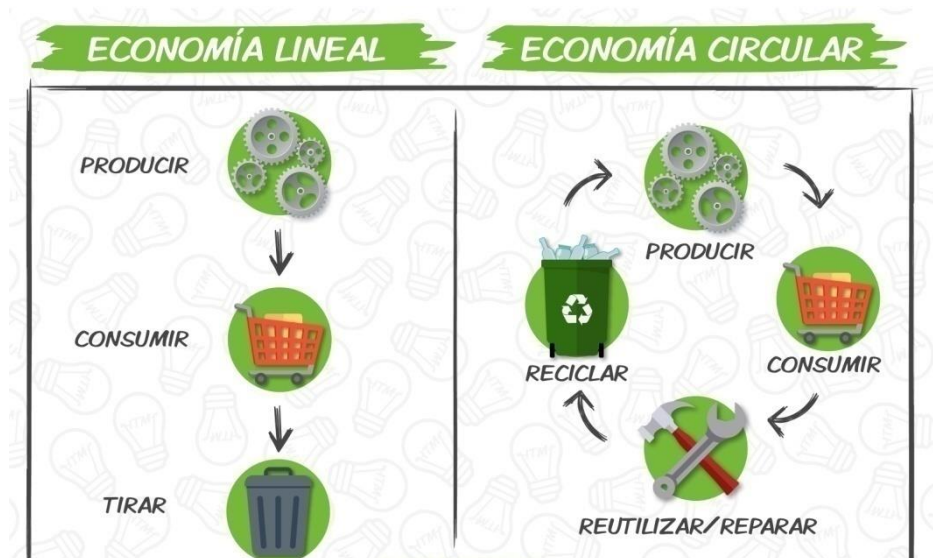 ECONOMÍA LINEAL
PRODUCIR
CONSUMIR
TIRAR
ECONOMÍA CIRCULAR
PRODUCIR
CONSUMIR
REUTILIZAR/REPARAR
RECICLAR